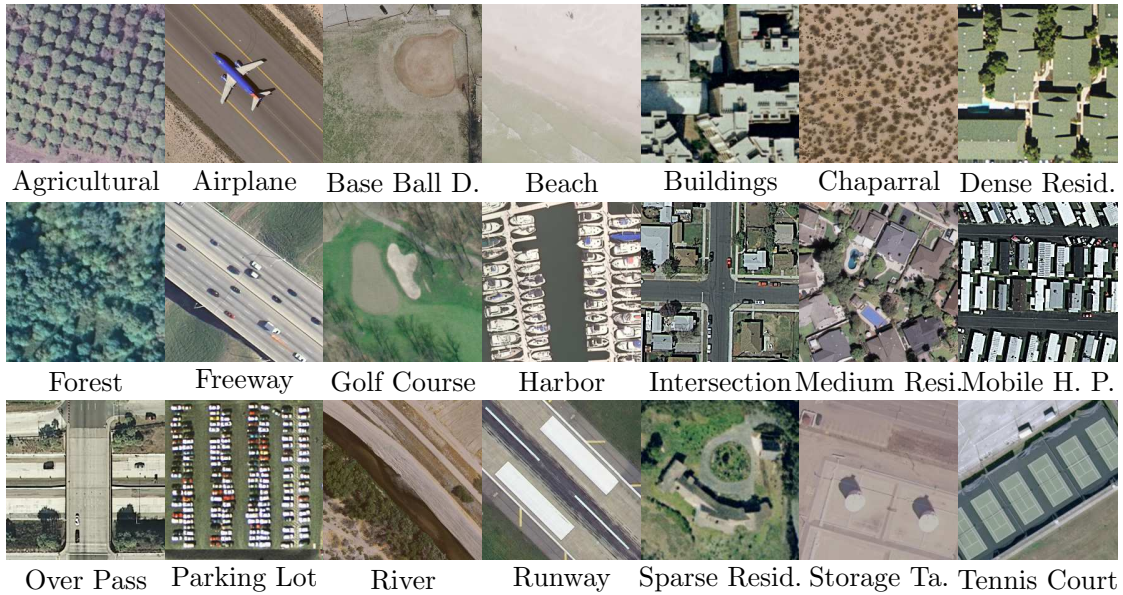 Agricultural Airplane Base Ball D. Beach Buildings Chaparral Dense Resid.
Forest Freeway Golf Course Harbor Intersection Medium Resi. Mobile H. P.
Over Pass Parking Lot River Runway Sparse Resid. Storage Ta. Tennis Court